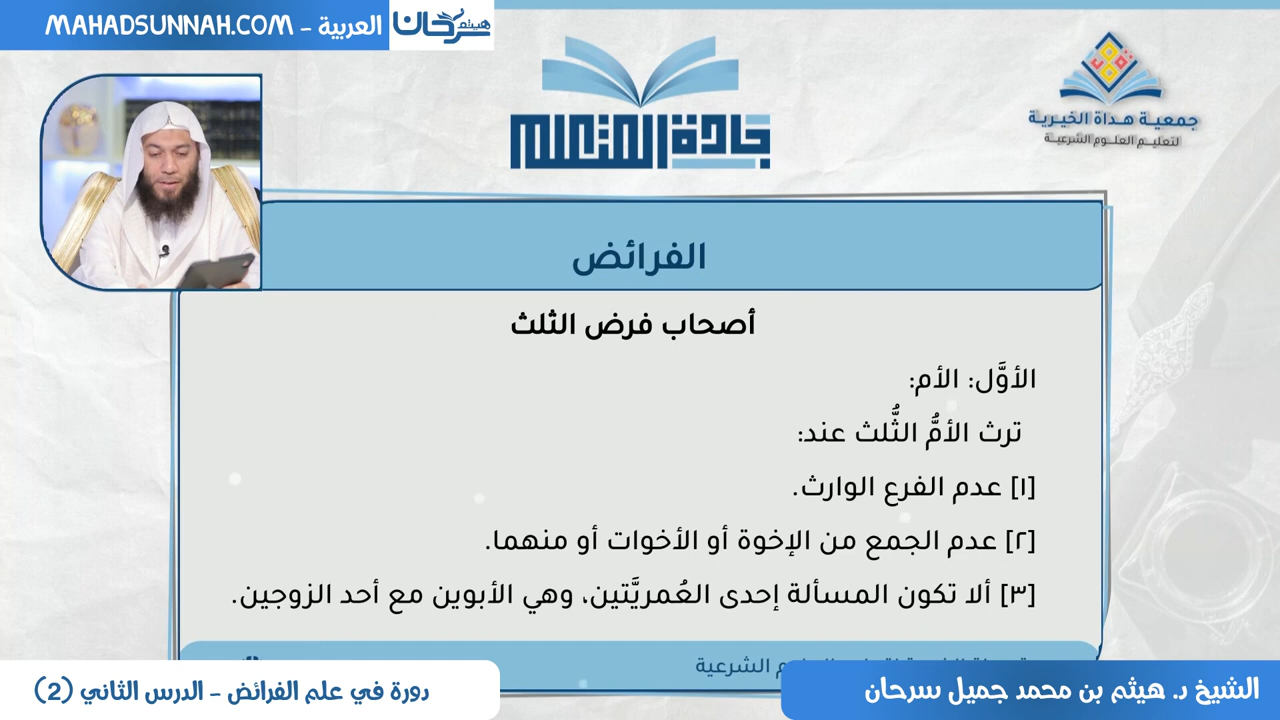 العربية - MAHADSUNNAH.COM
هيثم سرحان
جادة المتعلم
جمعية هداة الخيرية
لتعليم العلوم الشرعية
الفرائض
أصحاب فرض الثلث
الأوَّل: الأم:
ترث الأمُّ الثُّلث عند:
[١] عدم الفرع الوارث.
[٢] عدم الجمع من الإخوة أو الأخوات أو منهما.
[٣] ألا تكون المسألة إحدى العُمريَّتين، وهي الأبوين مع أحد الزوجين.
الشرعية
الشيخ د. هيثم بن محمد جميل سرحان
دورة في علم الفرائض - الدرس الثاني (2)